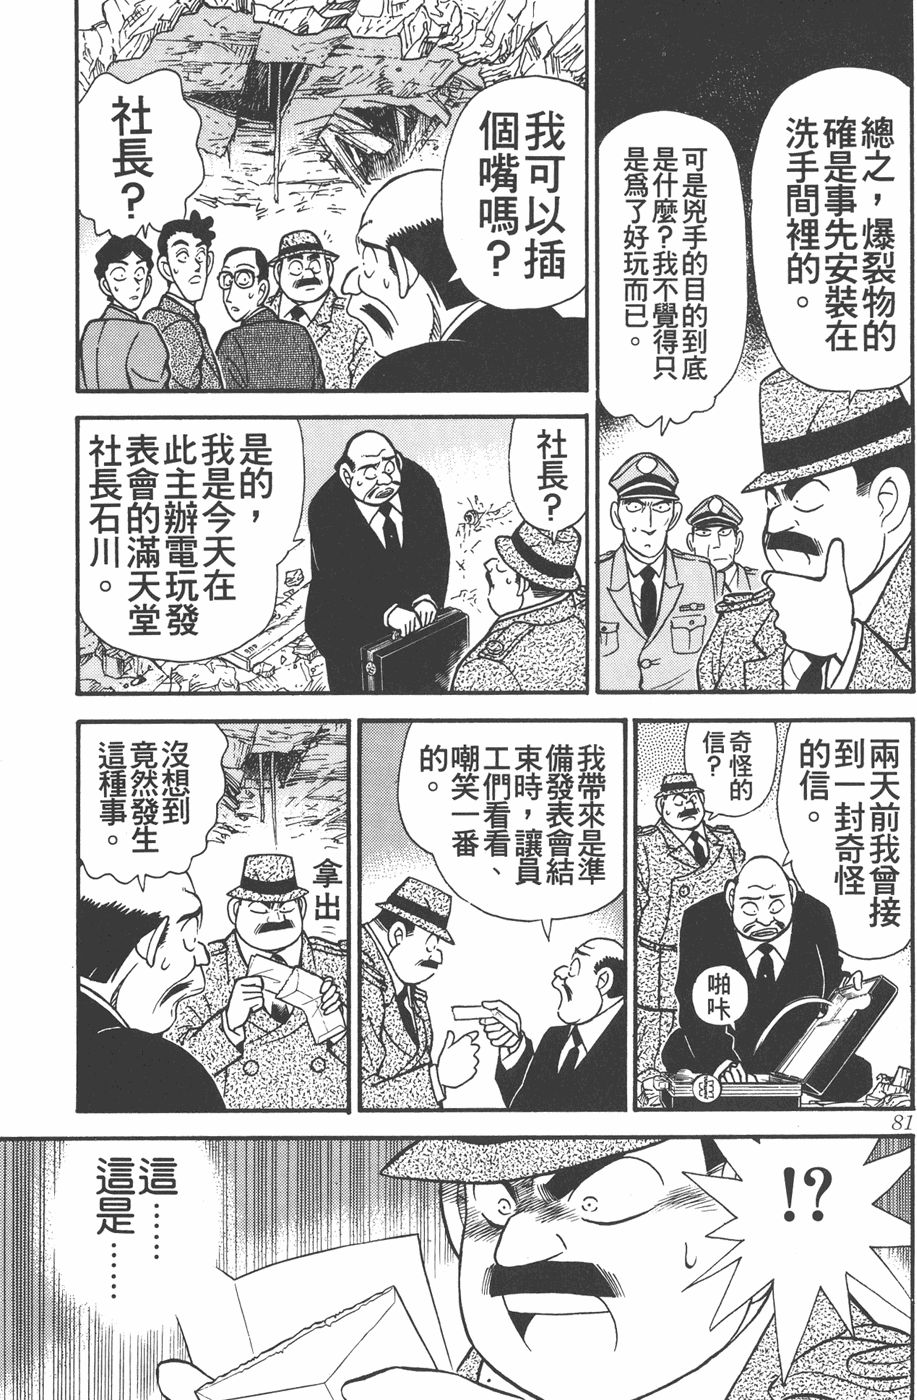 總之，爆裂物的
確是事先安裝在
洗手間裡的。
可是兇手的目的到底
是什麼？我不覺得只
是為了好玩而已。
我可以插
個嘴嗎？
社長？
社長？
是的，
我是今天在
此主辦電玩發
表會的滿天堂
社長石川。
兩天前我曾接
到一封奇怪
的信。
奇怪的
信？
啪咔
我帶來是準
備發表會結
束時，讓員
工們看看、
嘲笑一番
的。
拿出
沒想到
竟然發生
這種事。
81
!?
這……
這是……